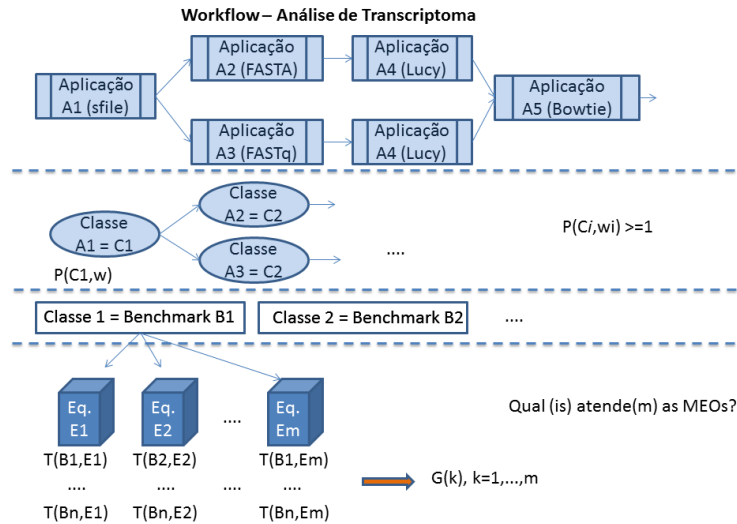 Workflow – Análise de Transcriptoma
Aplicação
A1 (sfile)
Aplicação
A2 (FASTA)
Aplicação
A4 (Lucy)
Aplicação
A3 (FASTq)
Aplicação
A4 (Lucy)
Aplicação
A5 (Bowtie)
Classe
A1 = C1
Classe
A2 = C2
Classe
A3 = C2
....
P(Ci,wi) >=1
P(C1,w)
Classe 1 = Benchmark B1
Classe 2 = Benchmark B2
....
Eq.
E1
Eq.
E2
....
Eq.
Em
Qual (is) atende(m) as MEOs?
T(B1,E1) T(B2,E2) T(B1,Em)
.... .... .... ....
T(Bn,E1) T(Bn,E2) .... T(Bn,Em)
G(k), k=1,...,m